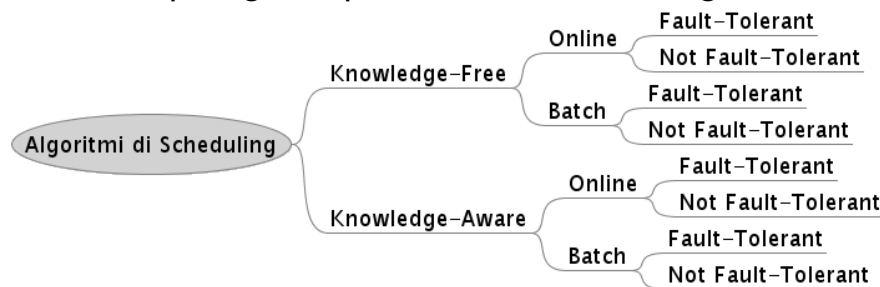 Algoritmi di Scheduling
Knowledge-Free
Online
Fault-Tolerant
Not Fault-Tolerant
Batch
Fault-Tolerant
Not Fault-Tolerant
Knowledge-Aware
Online
Fault-Tolerant
Not Fault-Tolerant
Batch
Fault-Tolerant
Not Fault-Tolerant